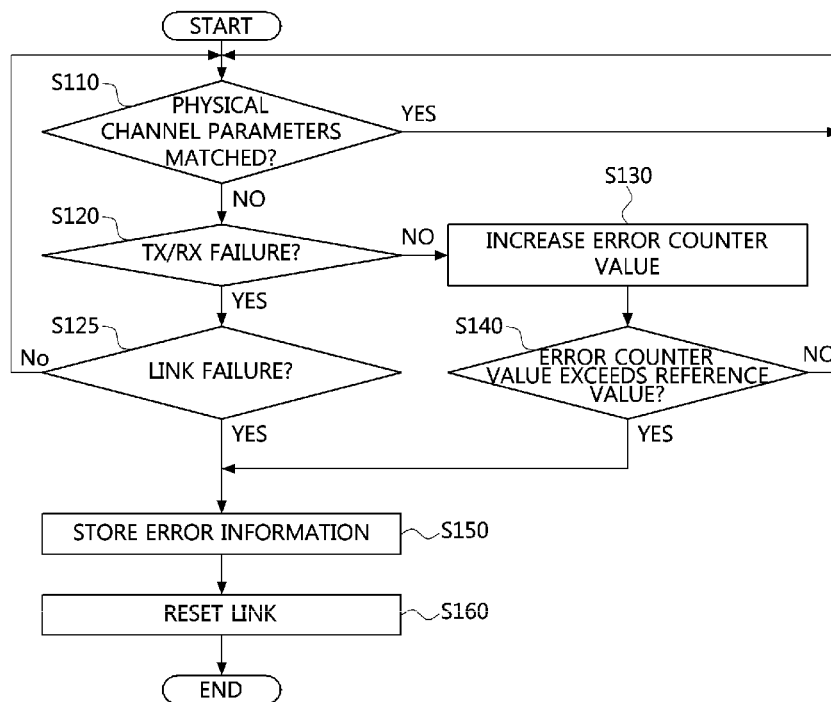 START
S110
PHYSICAL
CHANNEL PARAMETERS
MATCHED?
YES
NO
S120
TX/RX FAILURE?
NO
YES
S130
INCREASE ERROR COUNTER
VALUE
S125
No
LINK FAILURE?
YES
S140
ERROR COUNTER
VALUE EXCEEDS REFERENCE
VALUE?
NO
YES
STORE ERROR INFORMATION
S150
RESET LINK
S160
END